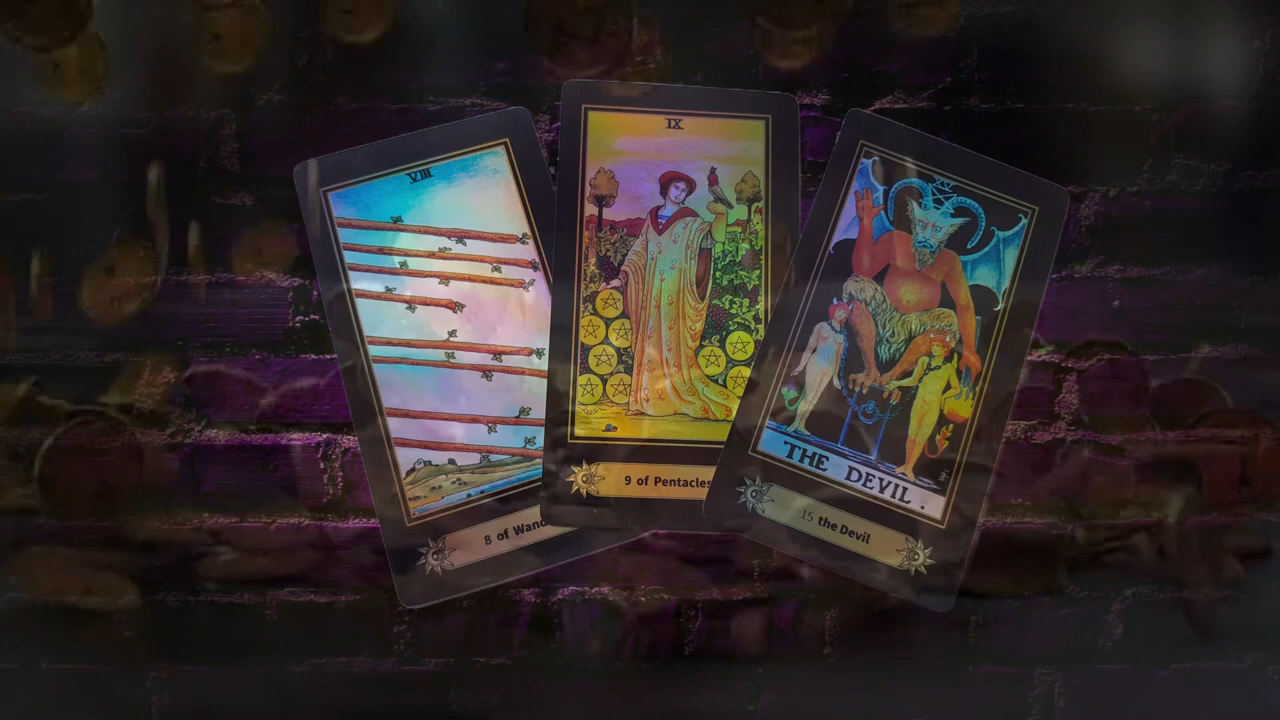 VIII
8 of Wand
IX
9 of Pentacles
THE DEVIL .
15 the Devil